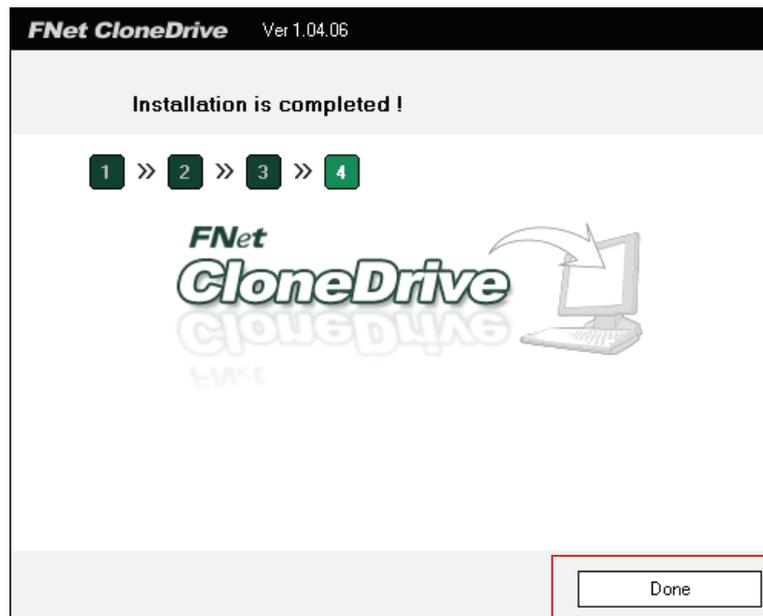 FNet CloneDrive Ver 1.04.06
Installation is completed !
1 » 2 » 3 » 4
FNet
CloneDrive
Done